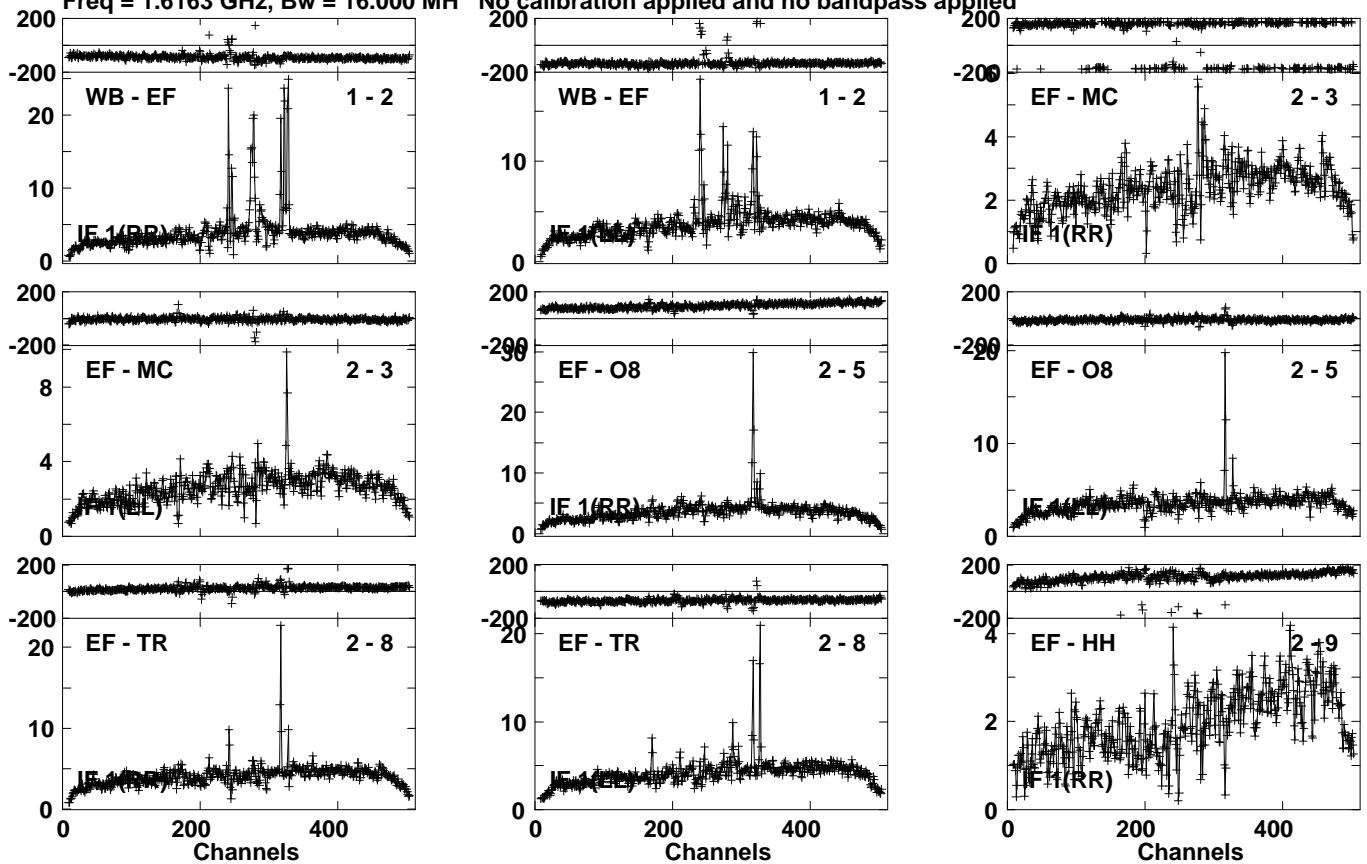 Freq = 1.6163 GHz, Bw = 16.000 MH No calibration applied and no bandpass applied
200
-200
WB - EF 1 - 2
20
10
0
IF 1(RR)
-200
200
WB - EF 1 - 2
10
0
IF 1(LL)
200
-200
6
EF - MC 2 - 3
4
2
0
IF 1(RR)
200
-200
EF - MC 2 - 3
8
4
0
IF 1(LL)
200
-200
30
EF - O8 2 - 5
20
10
0
IF 1(RR)
200
-200
20
EF - O8 2 - 5
10
0
IF 1(LL)
200
-200
EF - TR 2 - 8
20
10
0
IF 1(RR)
200
-200
EF - TR 2 - 8
20
10
0
IF 1(LL)
200
-200
4
EF - HH 2 - 9
2
0
IF 1(RR)
0 200 400
Channels
0 200 400
Channels
0 200 400
Channels